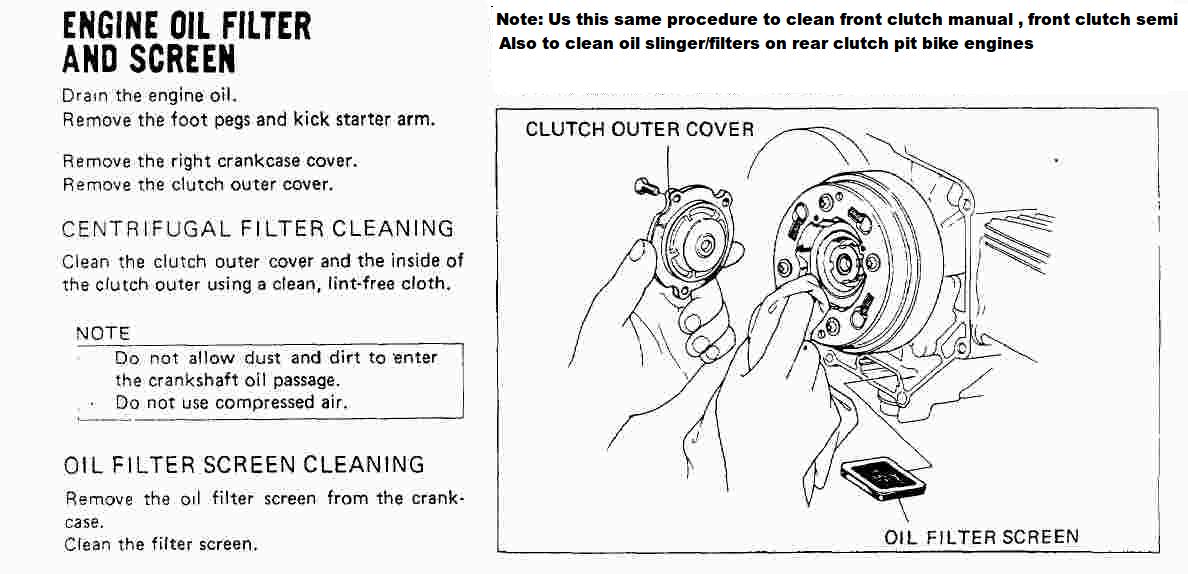 ENGINE OIL FILTER
AND SCREEN
Drain the engine oil.
Remove the foot pegs and kick starter arm.
Remove the right crankcase cover.
Remove the clutch outer cover.
CENTRIFUGAL FILTER CLEANING
Clean the clutch outer cover and the inside of
the clutch outer using a clean, lint-free cloth.
NOTE
Do not allow dust and dirt to enter
the crankshaft oil passage.
· Do not use compressed air.
OIL FILTER SCREEN CLEANING
Remove the oil filter screen from the crank-
case.
Clean the filter screen.
Note: Us this same procedure to clean front clutch manual , front clutch semi
Also to clean oil slinger/filters on rear clutch pit bike engines
CLUTCH OUTER COVER
OIL FILTER SCREEN